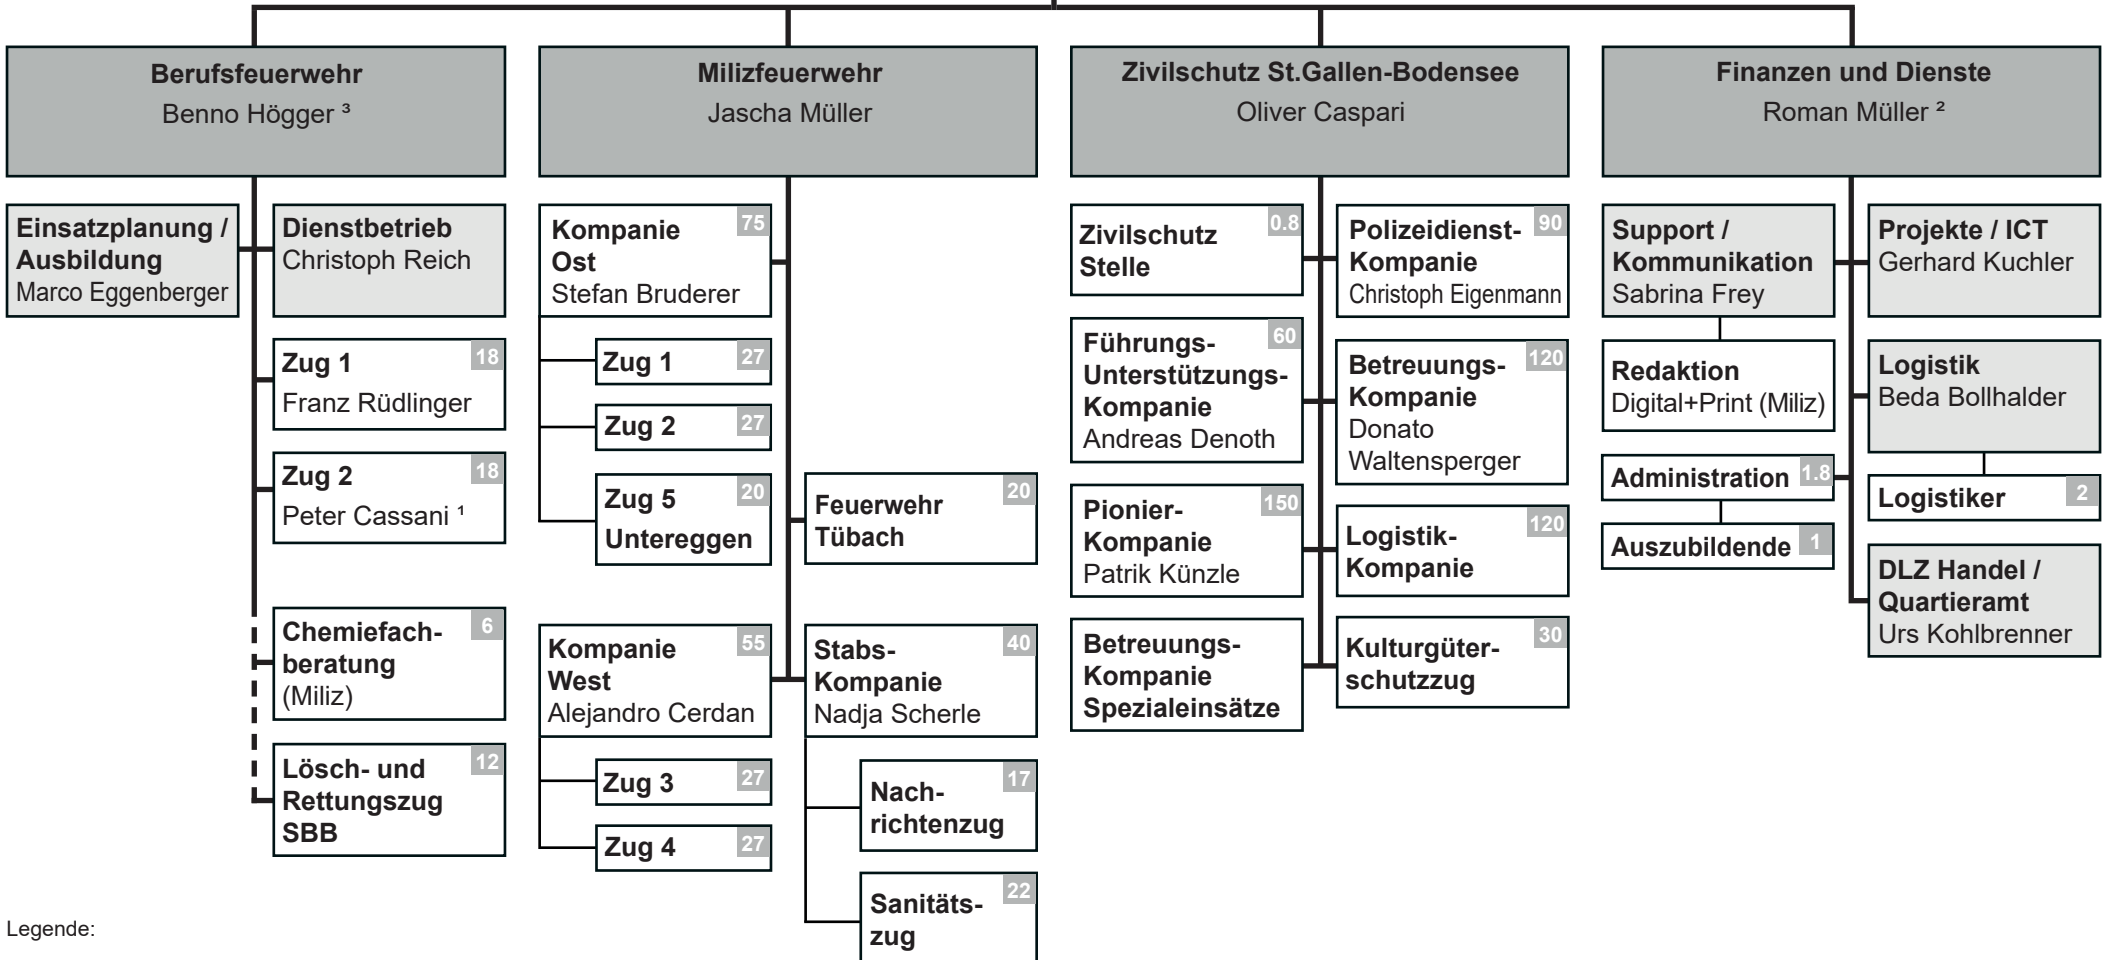 Berufsfeuerwehr
Benno Högger ³
Einsatzplanung /
Ausbildung
Marco Eggenberger
Dienstbetrieb
Christoph Reich
Zug 1
18
Franz Rüdlinger
Zug 2
18
Peter Cassani ¹
Chemiefach-
6
beratung
(Miliz)
Lösch- und
12
Rettungszug
SBB
Milizfeuerwehr
Jascha Müller
Kompanie
75
Ost
Stefan Bruderer
Zug 1
27
Zug 2
27
Zug 5
20
Untereggen
Feuerwehr
20
Tübach
Kompanie
55
West
Alejandro Cerdan
Zug 3
27
Zug 4
27
Stabs-
40
Kompanie
Nadja Scherle
Nach-
17
richtenzug
Sanitäts-
22
zug
Zivilschutz St.Gallen-Bodensee
Oliver Caspari
Zivilschutz
0.8
Stelle
Polizeidienst-
90
Kompanie
Christoph Eigenmann
Führungs-
60
Unterstützungs-
Kompanie
Andreas Denoth
Betreuungs-
120
Kompanie
Donato
Waltensperger
Pionier-
150
Kompanie
Patrik Künzle
Logistik-
120
Kompanie
Betreuungs-
Kompanie
Spezialeinsätze
Kulturgüter-
30
schutzzug
Finanzen und Dienste
Roman Müller ²
Support /
Kommunikation
Sabrina Frey
Redaktion
Digital+Print (Miliz)
Administration
1.8
Auszubildende
1
Projekte / ICT
Gerhard Kuchler
Logistik
Beda Bollhalder
Logistiker
2
DLZ Handel /
Quartieramt
Urs Kohlbrenner
Legende: